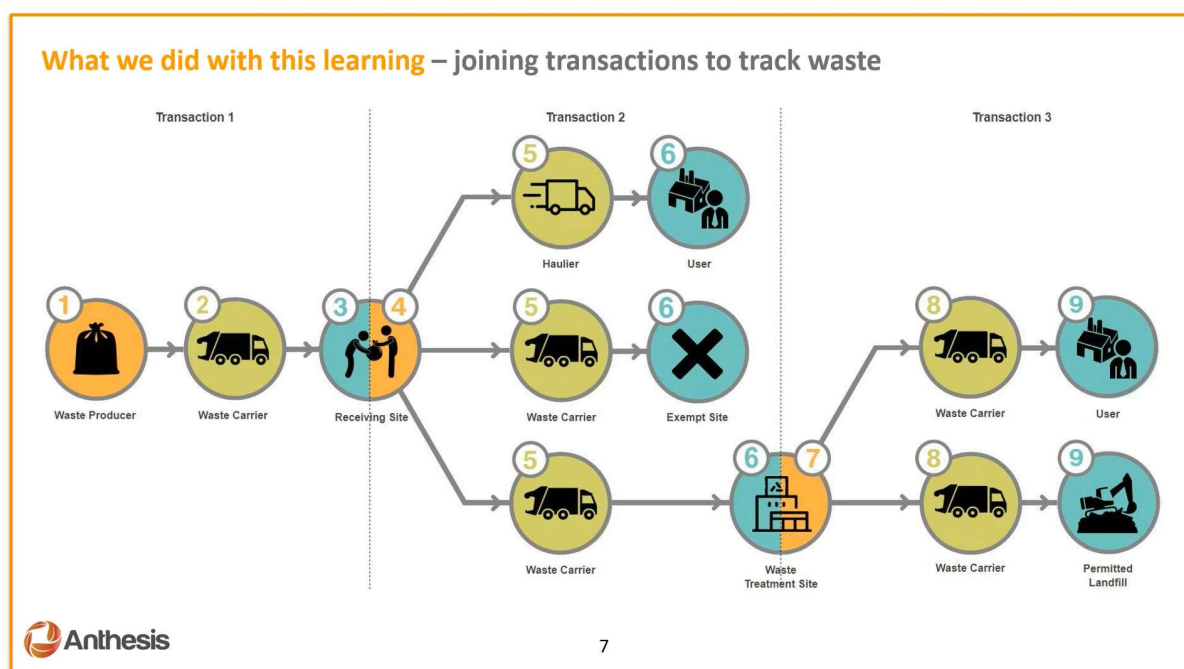 What we did with this learning – joining transactions to track waste
Transaction 1
Transaction 2
Transaction 3
5
6
Haulier
User
1
2
3
4
5
6
8
9
Waste Producer
Waste Carrier
Receiving Site
Waste Carrier
Exempt Site
Waste Carrier
User
5
6
7
8
9
Waste Carrier
Waste
Treatment Site
Waste Carrier
Permitted
Landfill
Anthesis
7